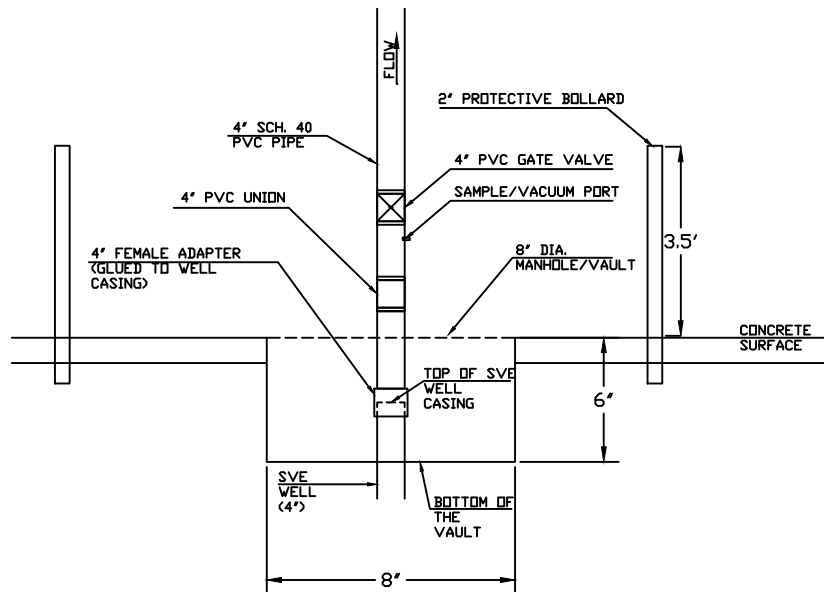 FLOW
2" PROTECTIVE BOLLARD
4" SCH. 40
PVC PIPE
4" PVC GATE VALVE
4" PVC UNION
SAMPLE/VACUUM PORT
3.5'
4" FEMALE ADAPTER
(GLUED TO WELL
CASING)
8" DIA.
MANHOLE/VAULT
CONCRETE
SURFACE
TOP OF SVE
WELL
CASING
6"
SVE
WELL
(4")
BOTTOM OF
THE
VAULT
8"